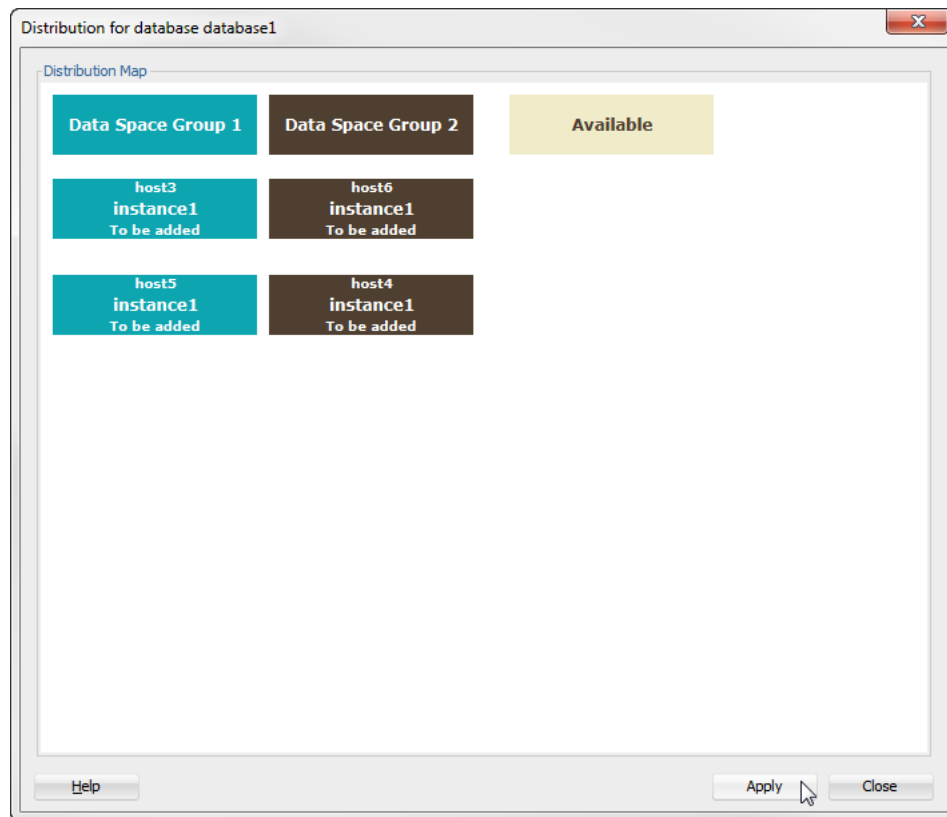 Distribution for database database1
Distribution Map
Data Space Group 1
Data Space Group 2
Available
host3
instance1
To be added
host6
instance1
To be added
host5
instance1
To be added
host4
instance1
To be added
Help
Apply
Close